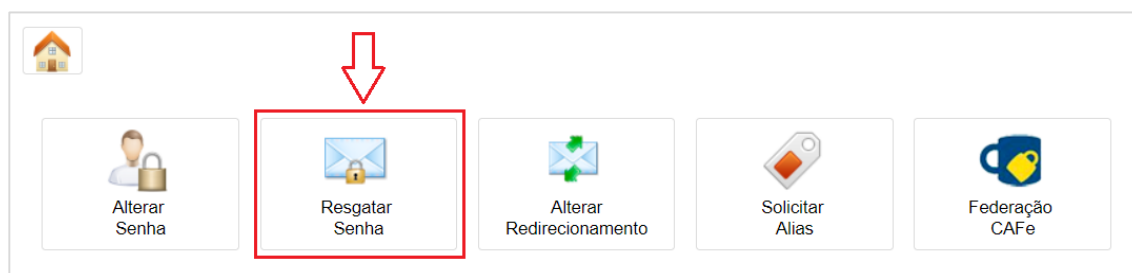 Alterar
Senha
Resgatar
Senha
Alterar
Redirecionamento
Solicitar
Alias
Federação
CAFe